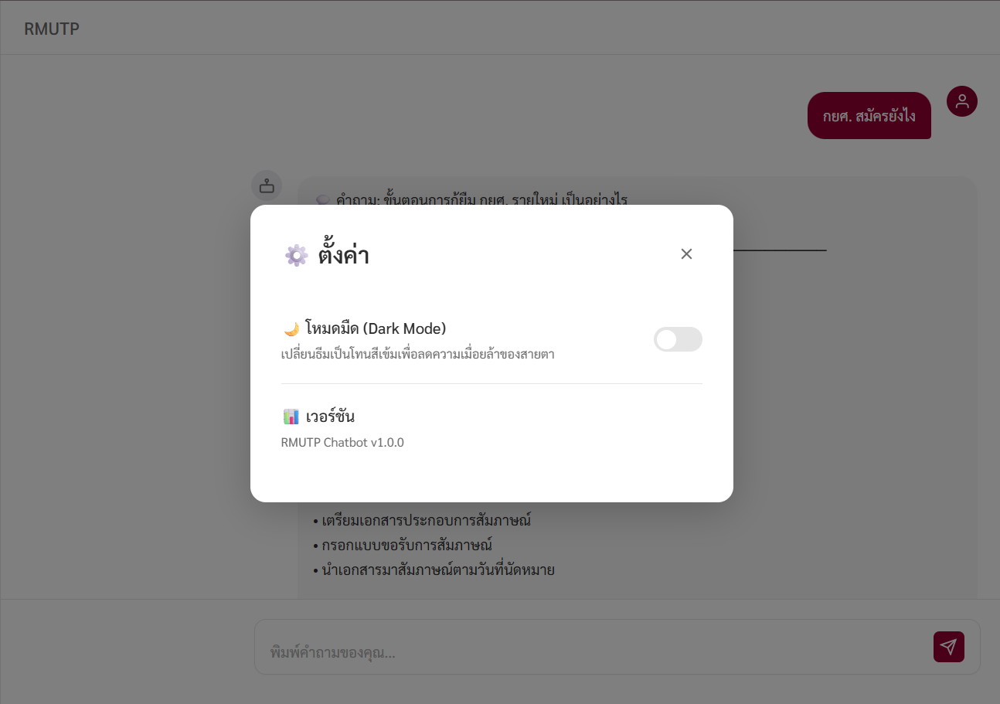 RMUTP
กยศ. สมัครยังไง
คำถาม: ขั้นตอนการกู้ยืม กยศ. รายใหม่ เป็นอย่างไร
ตั้งค่า
โหมดมืด (Dark Mode)
เปลี่ยนธีมเป็นโทนสีเข้มเพื่อลดความเมื่อยล้าของสายตา
เวอร์ชัน
RMUTP Chatbot v1.0.0
• เตรียมเอกสารประกอบการสัมภาษณ์
• กรอกแบบขอรับการสัมภาษณ์
• นำเอกสารมาสัมภาษณ์ตามวันที่นัดหมาย
พิมพ์คำถามของคุณ...